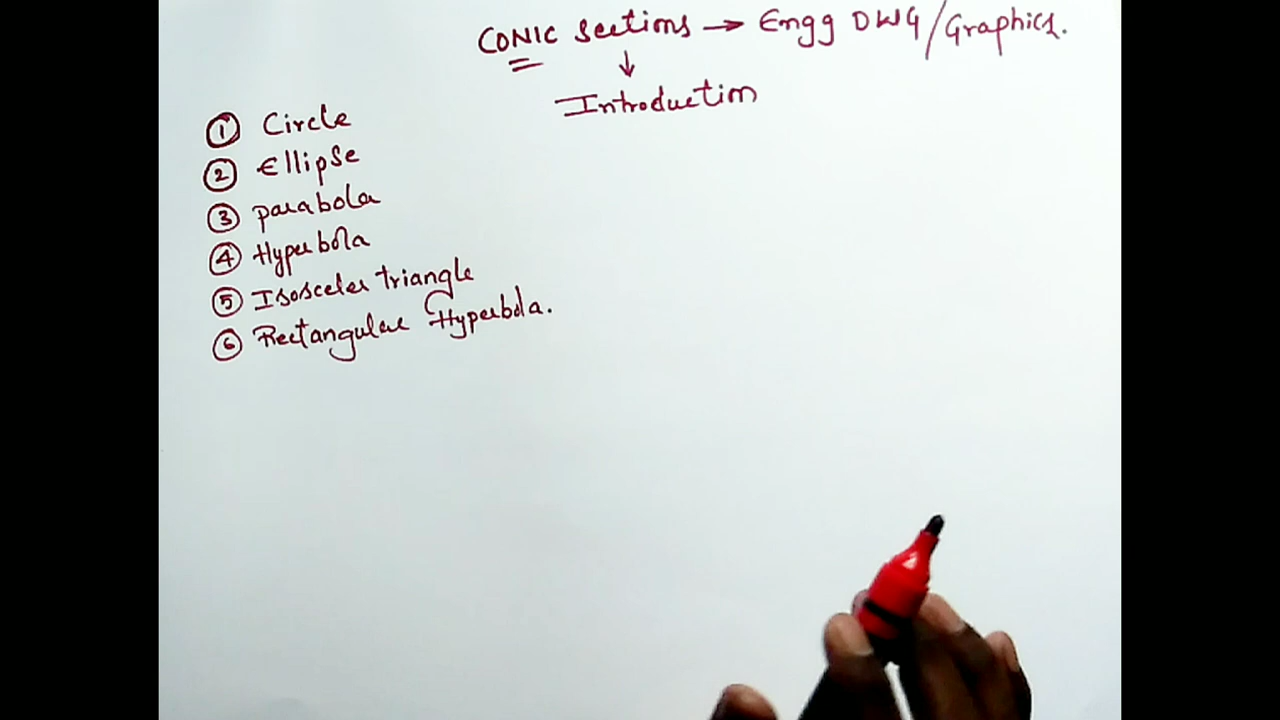 CONIC Sections → Engg DWG/Graphics.
↓
Introduction
① Circle
② Ellipse
③ parabola
④ Hyperbola
⑤ Isosceles triangle
⑥ Rectangular Hyperbola.